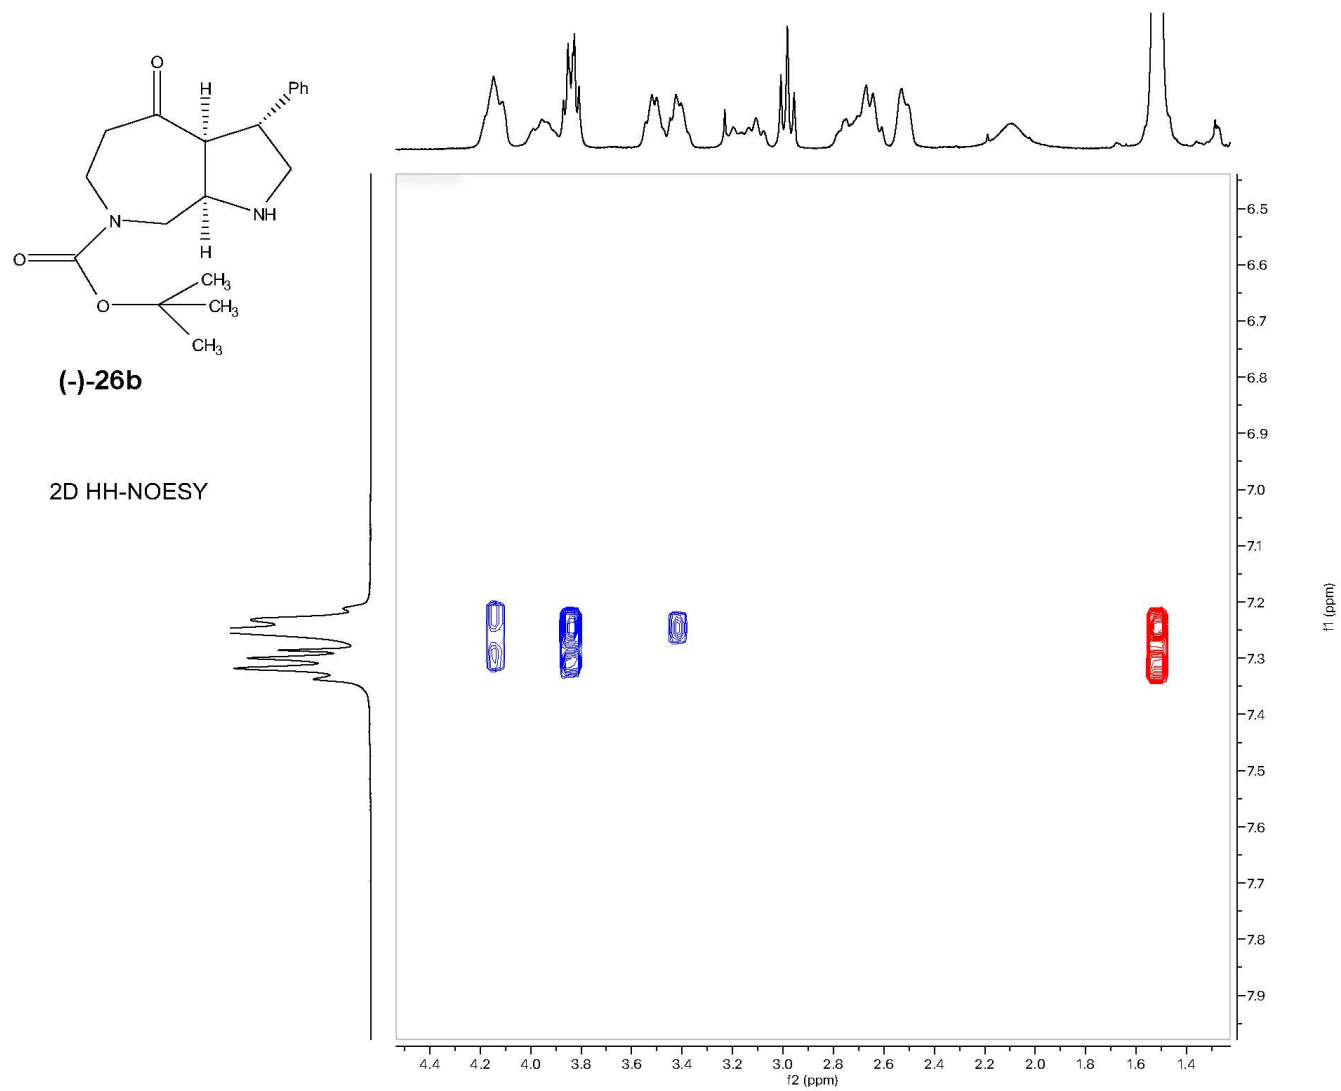 O
H
Ph
N
NH
H
O
O
CH3
CH3
CH3
(-)-26b
2D HH-NOESY
6.5
6.6
6.7
6.8
6.9
7.0
7.1
7.2
7.3
7.4
7.5
7.6
7.7
7.8
7.9
f1 (ppm)
4.4 4.2 4.0 3.8 3.6 3.4 3.2 3.0 2.8 2.6 2.4 2.2 2.0 1.8 1.6 1.4
f2 (ppm)